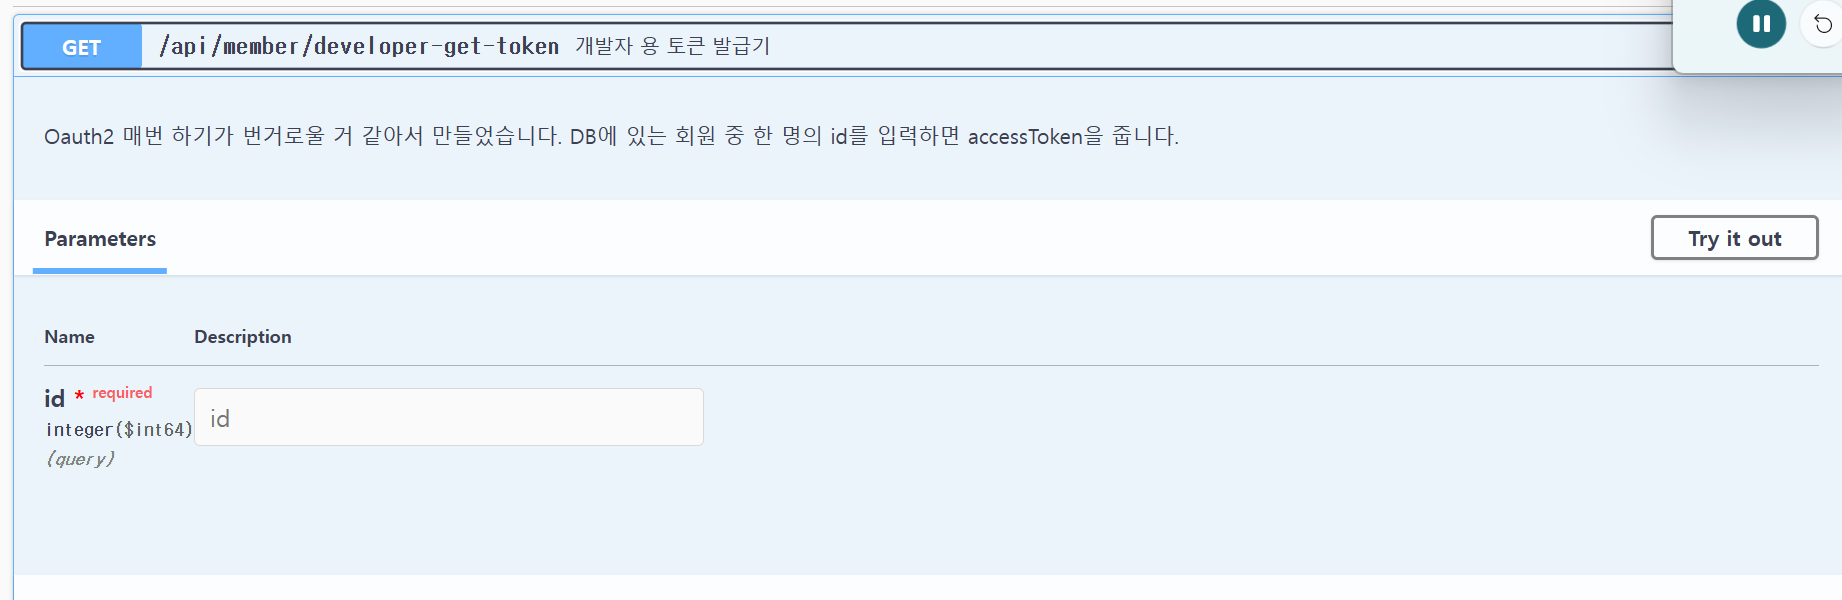 GET /api/member/developer-get-token 개발자 용 토큰 발급기
Oauth2 매번 하기가 번거로울 거 같아서 만들었습니다. DB에 있는 회원 중 한 명의 id를 입력하면 accessToken을 줍니다.
Parameters Try it out
Name Description
id * required
integer($int64)
id
(query)